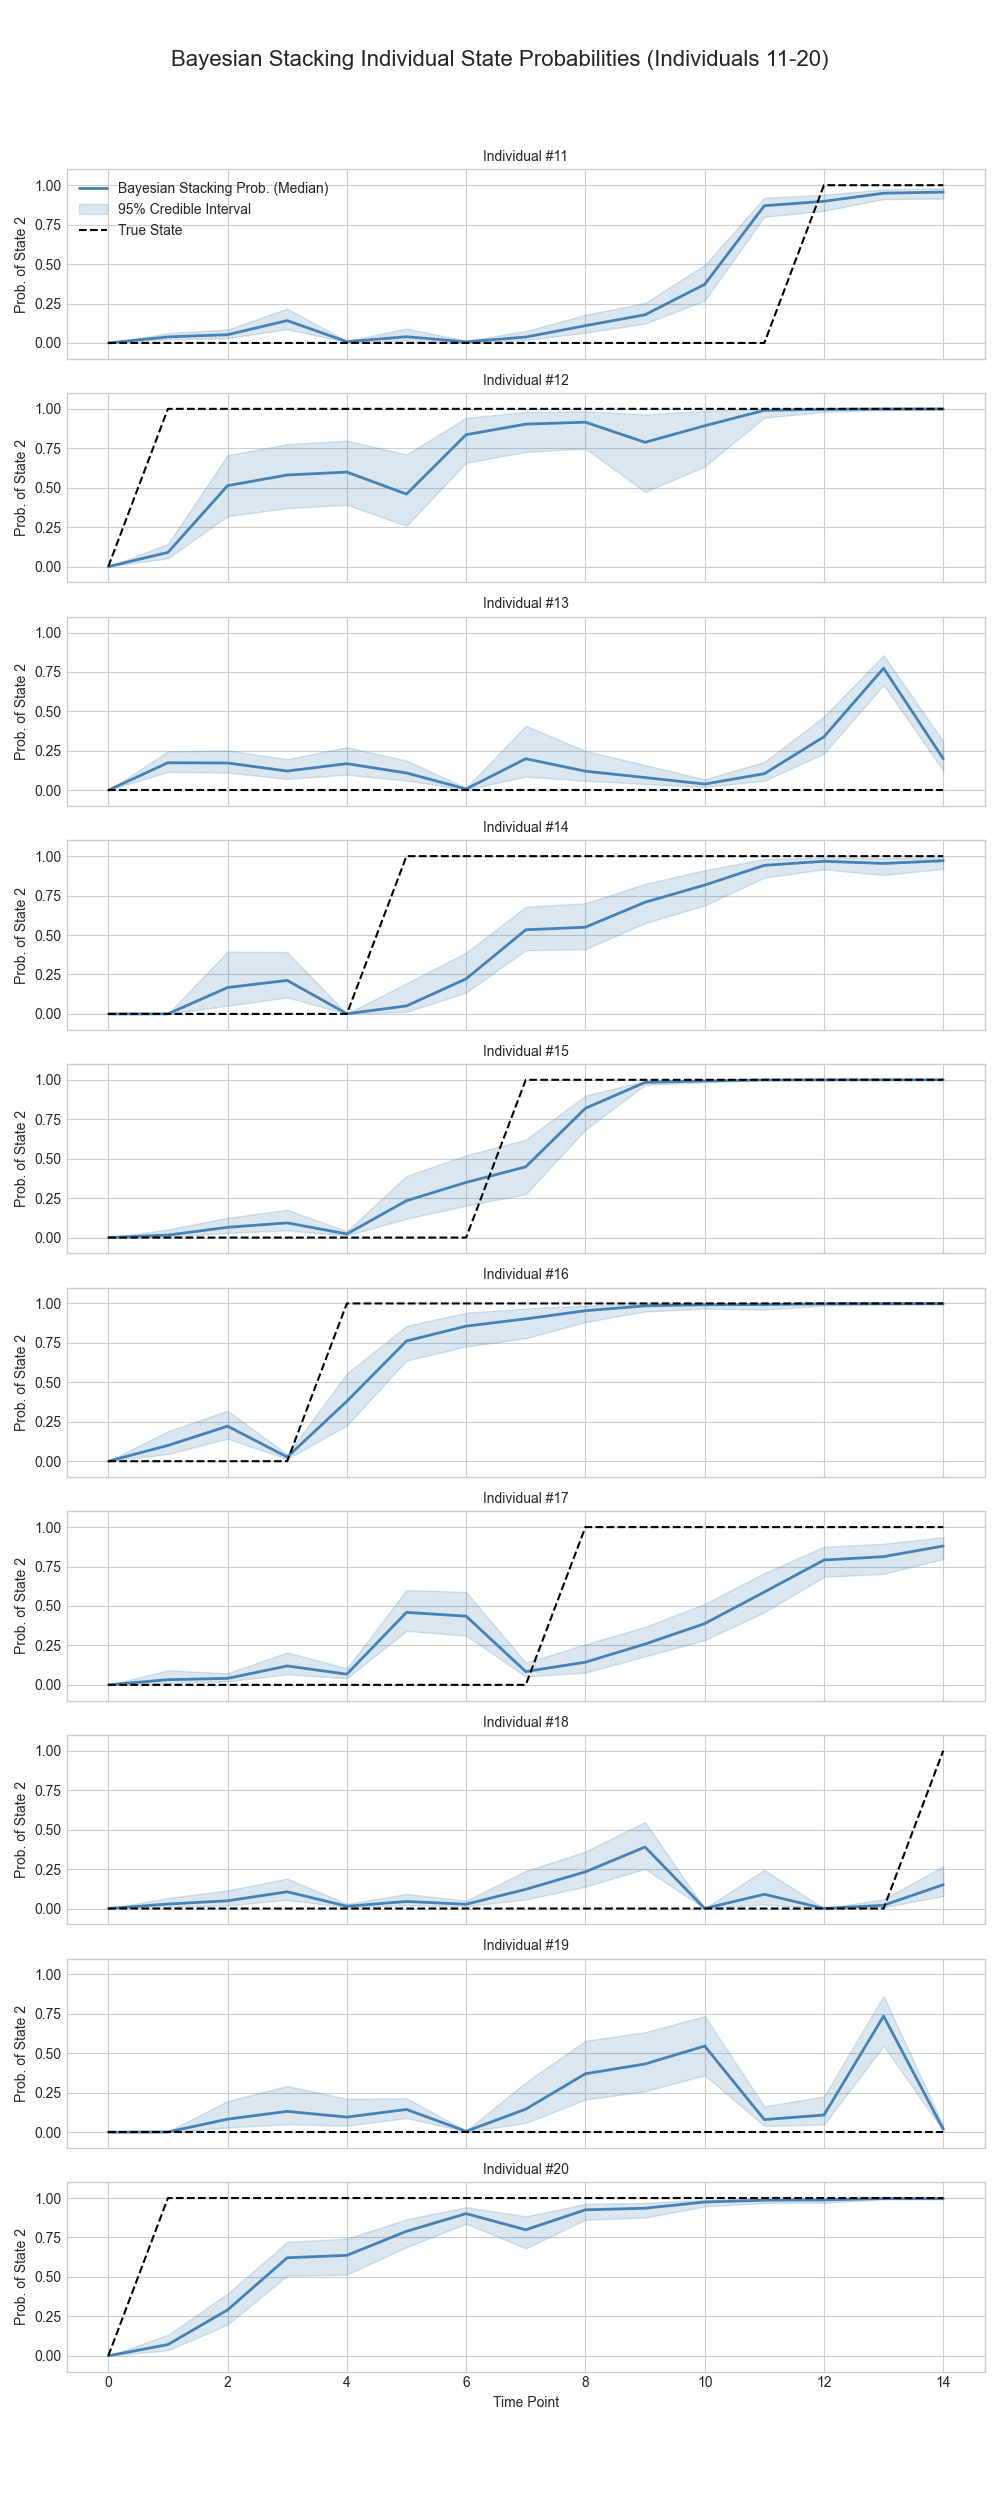 Bayesian Stacking Individual State Probabilities (Individuals 11-20)
Individual #11
Prob. of State 2
1.00
0.75
0.50
0.25
0.00
Bayesian Stacking Prob. (Median)
95% Credible Interval
True State
Individual #12
Prob. of State 2
1.00
0.75
0.50
0.25
0.00
Individual #13
Prob. of State 2
1.00
0.75
0.50
0.25
0.00
Individual #14
Prob. of State 2
1.00
0.75
0.50
0.25
0.00
Individual #15
Prob. of State 2
1.00
0.75
0.50
0.25
0.00
Individual #16
Prob. of State 2
1.00
0.75
0.50
0.25
0.00
Individual #17
Prob. of State 2
1.00
0.75
0.50
0.25
0.00
Individual #18
Prob. of State 2
1.00
0.75
0.50
0.25
0.00
Individual #19
Prob. of State 2
1.00
0.75
0.50
0.25
0.00
Individual #20
Prob. of State 2
1.00
0.75
0.50
0.25
0.00
0 2 4 6 8 10 12 14
Time Point